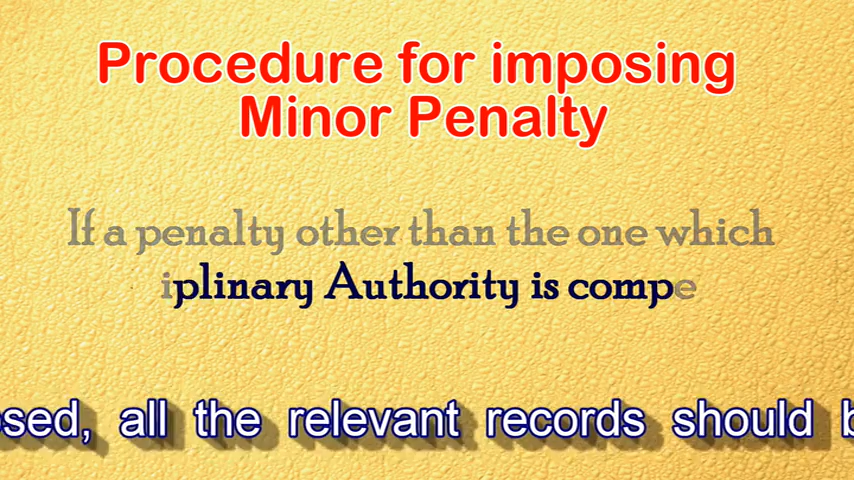 Procedure for imposing
Minor Penalty
If a penalty other than the one which
iplinary Authority is compe
sed, all the relevant records should b